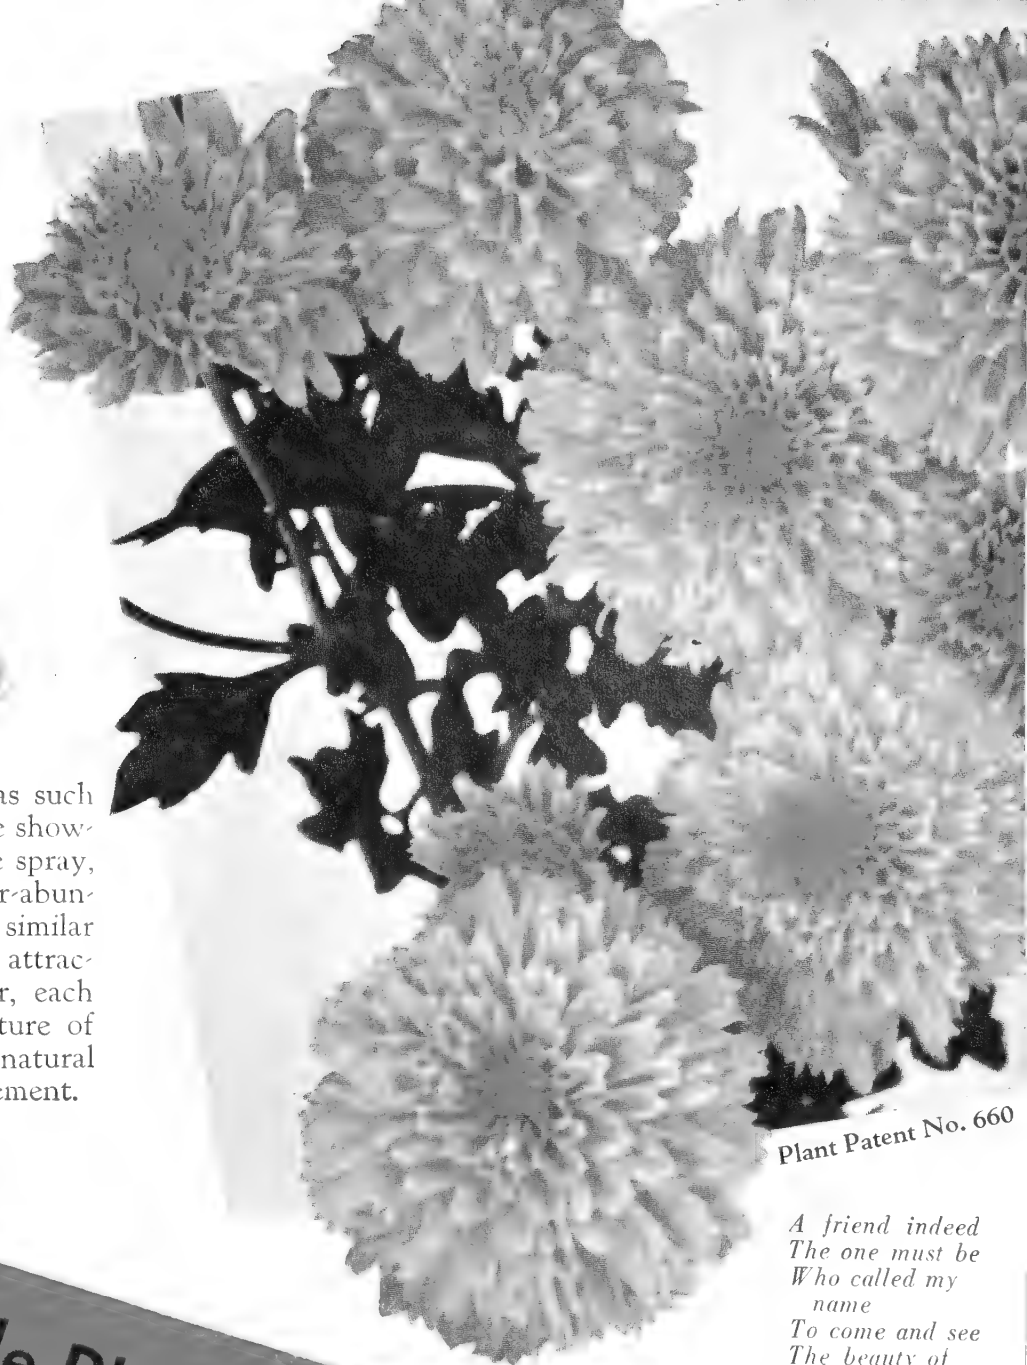 as such
show-
spray,
r-abun-
similar
attrac-
r, each
ture of
natural
ement.
Plant Patent No. 660
A friend indeed
The one must be
Who called my
name
To come and see
The beauty of